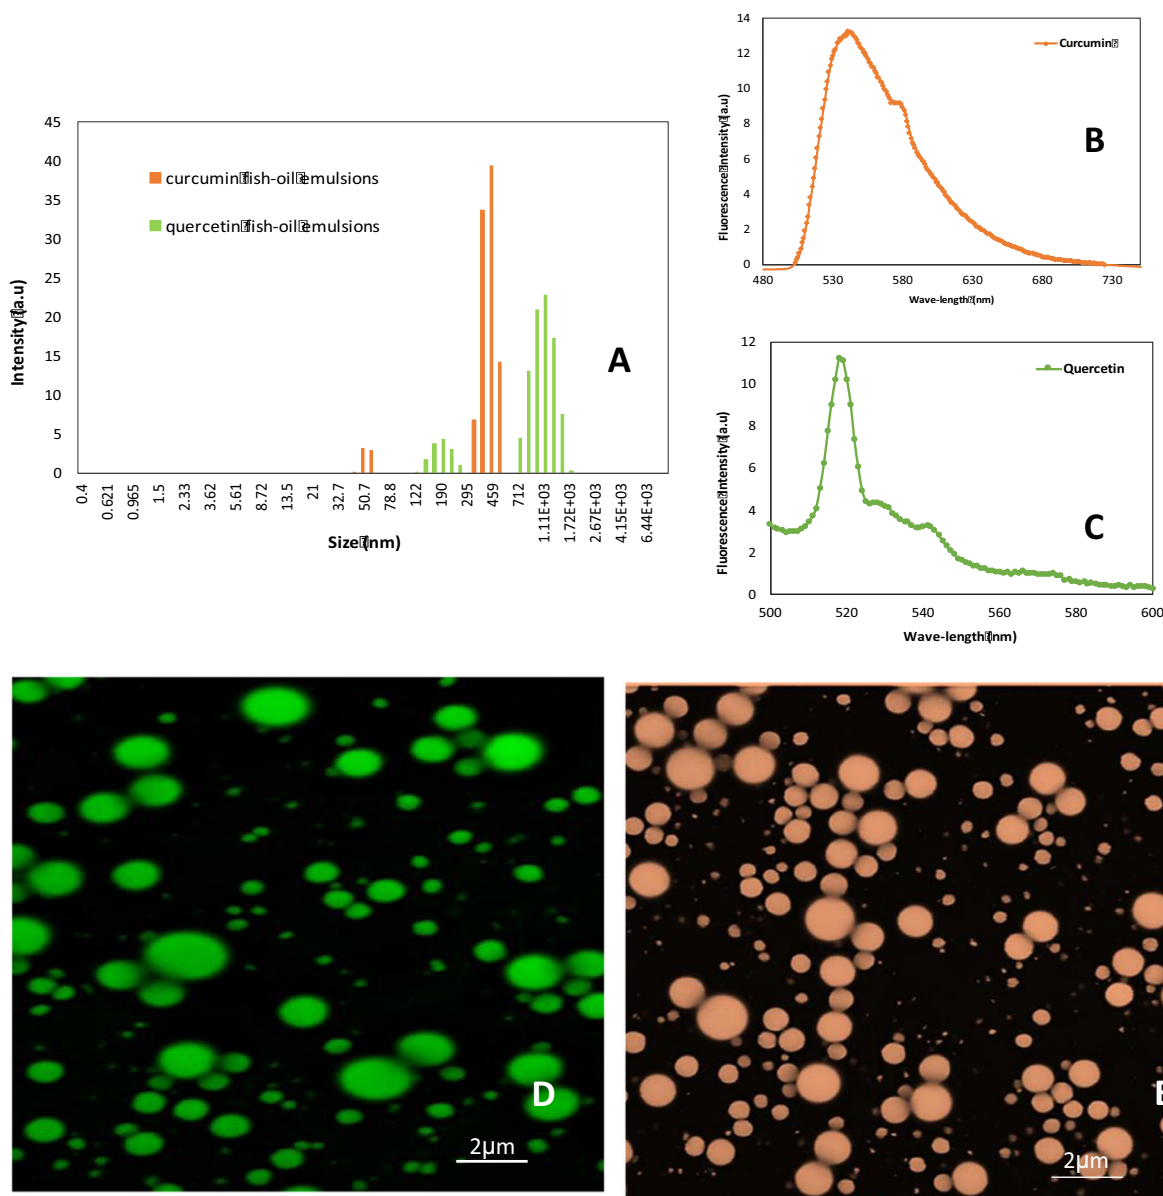 45
40
35
30
25
20
15
10
5
0
Intensity (a.u)
curcumin fish-oil emulsions
quercetin fish-oil emulsions
A
0.4
0.621
0.965
1.5
2.33
3.62
5.61
8.72
13.5
21
32.7
50.7
78.8
122
190
295
459
712
1.11E+03
1.72E+03
2.67E+03
4.15E+03
6.44E+03
Size (nm)
14
12
10
8
6
4
2
0
Fluorescence Intensity (a.u)
Curcumin
B
480 530 580 630 680 730
Wave-length (nm)
12
10
8
6
4
2
0
Fluorescence Intensity (a.u)
Quercetin
C
500 520 540 560 580 600
Wave-length (nm)
D
2μm
2μm